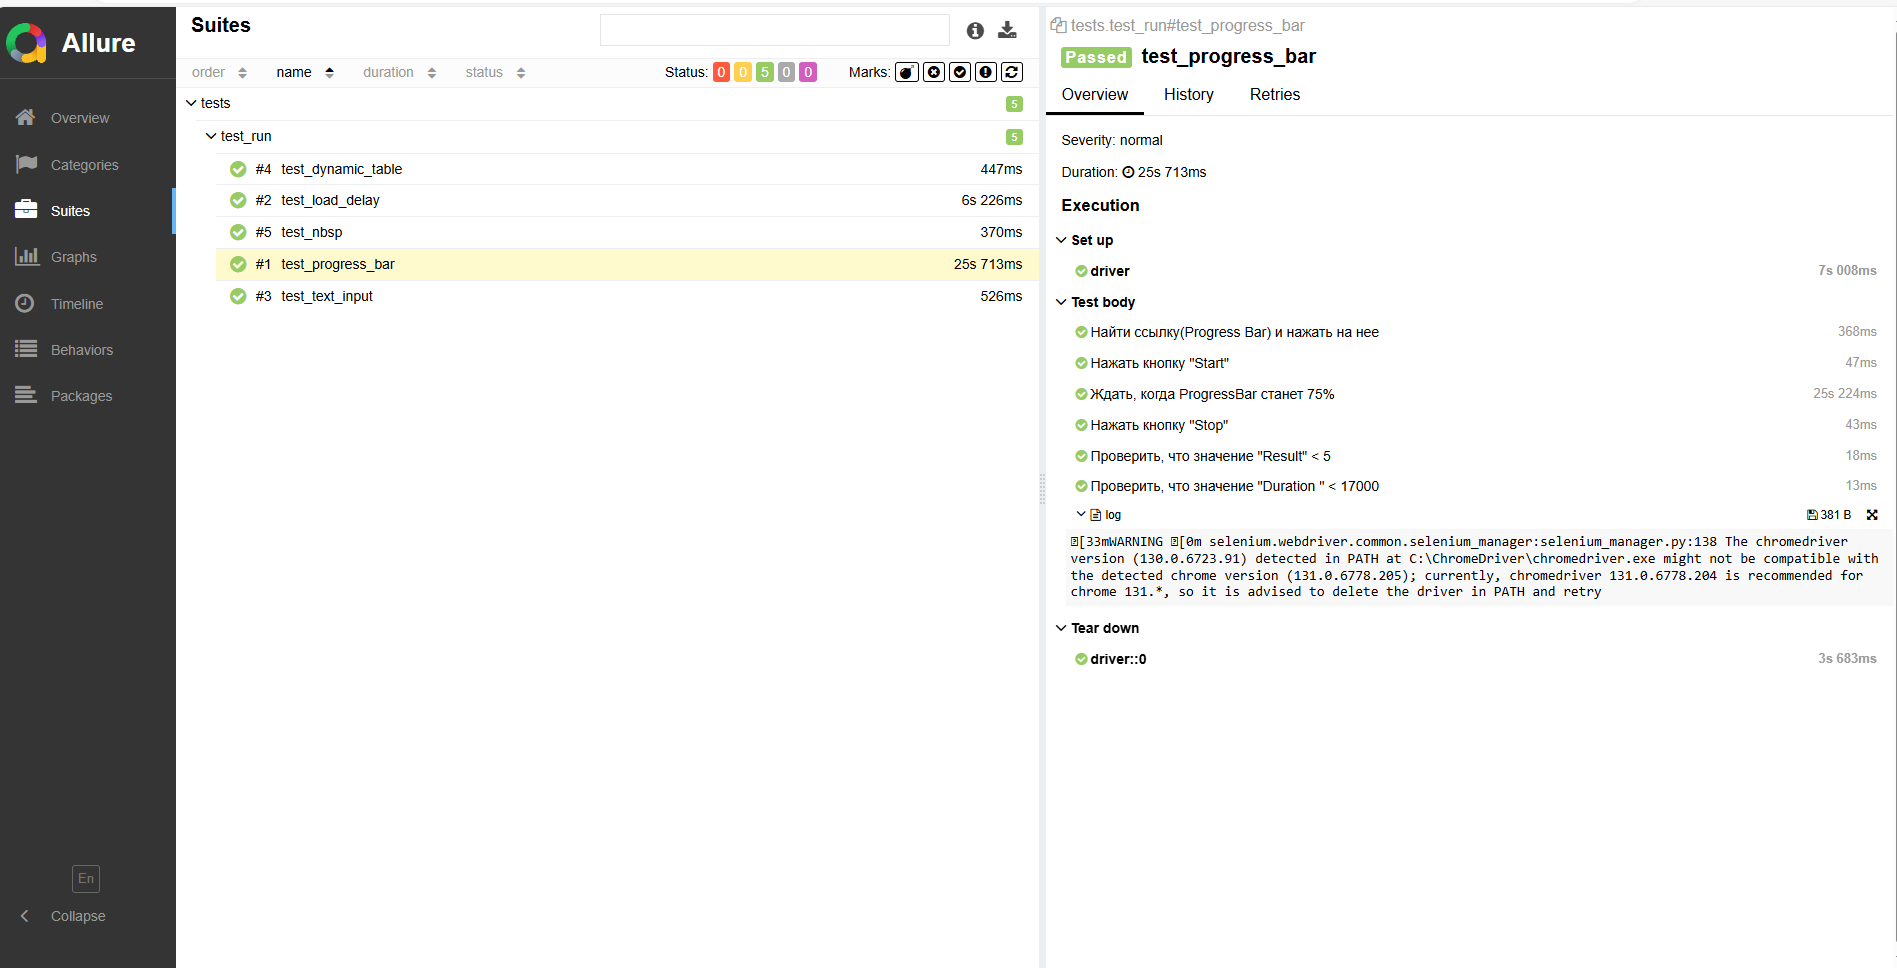 Allure
Overview
Categories
Suites
Graphs
Timeline
Behaviors
Packages
En
Collapse
Suites
order name duration status Status: 0 0 5 0 0 Marks:
tests 5
test_run 5
#4 test_dynamic_table 447ms
#2 test_load_delay 6s 226ms
#5 test_nbsp 370ms
#1 test_progress_bar 25s 713ms
#3 test_text_input 526ms
tests.test_run#test_progress_bar
Passed test_progress_bar
Overview History Retries
Severity: normal
Duration: 25s 713ms
Execution
Set up
driver 7s 008ms
Test body
Найти ссылку(Progress Bar) и нажать на нее 368ms
Нажать кнопку "Start" 47ms
Ждать, когда ProgressBar станет 75% 25s 224ms
Нажать кнопку "Stop" 43ms
Проверить, что значение "Result" < 5 18ms
Проверить, что значение "Duration " < 17000 13ms
log 381 B
[33mWARNING [0m selenium.webdriver.common.selenium_manager:selenium_manager.py:138 The chromedriver
version (130.0.6723.91) detected in PATH at C:\ChromeDriver\chromedriver.exe might not be compatible with
the detected chrome version (131.0.6778.205); currently, chromedriver 131.0.6778.204 is recommended for
chrome 131.*, so it is advised to delete the driver in PATH and retry
Tear down
driver::0 3s 683ms